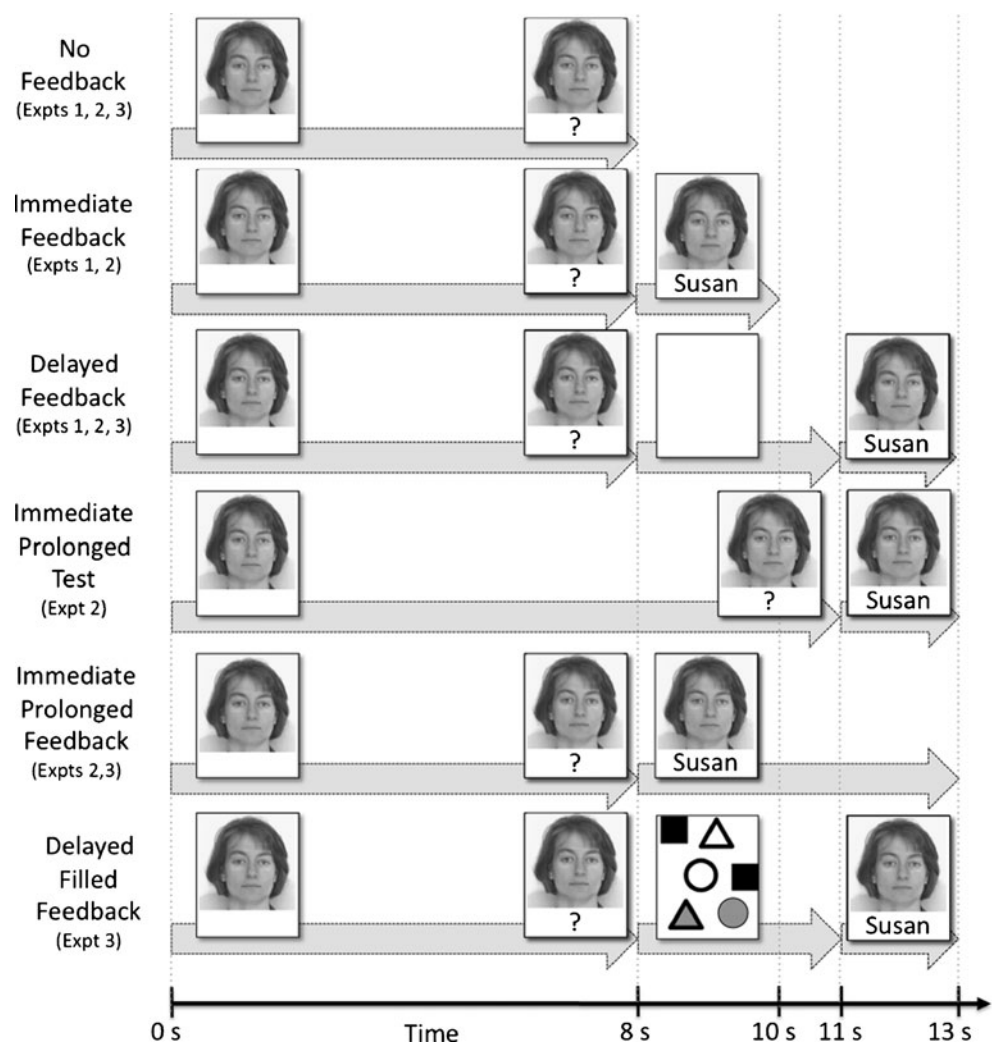 No
Feedback
(Expts 1, 2, 3)
?
Immediate
Feedback
(Expts 1, 2)
?
Susan
Delayed
Feedback
(Expts 1, 2, 3)
?
Susan
Immediate
Prolonged
Test
(Expt 2)
?
Susan
Immediate
Prolonged
Feedback
(Expts 2,3)
?
Susan
Delayed
Filled
Feedback
(Expt 3)
?
Susan
0 s Time 8 s 10 s 11 s 13 s